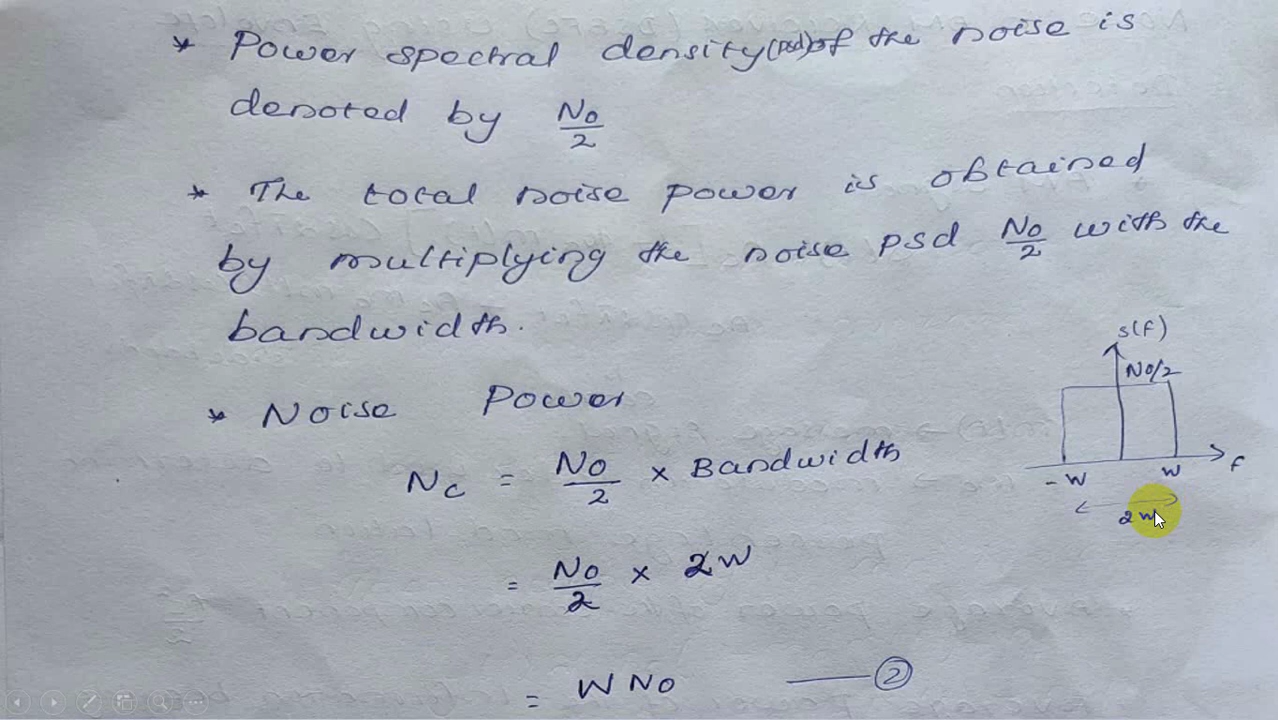 * Power spectral density(psd)of the noise is
denoted by No/2
* The total noise power is obtained
by multiplying the noise psd No/2 with the
bandwidth.
* Noise Power
Nc = No/2 × Bandwidth
= No/2 × 2W
= WNo —— ②
S(f)
No/2
-W W f
2W